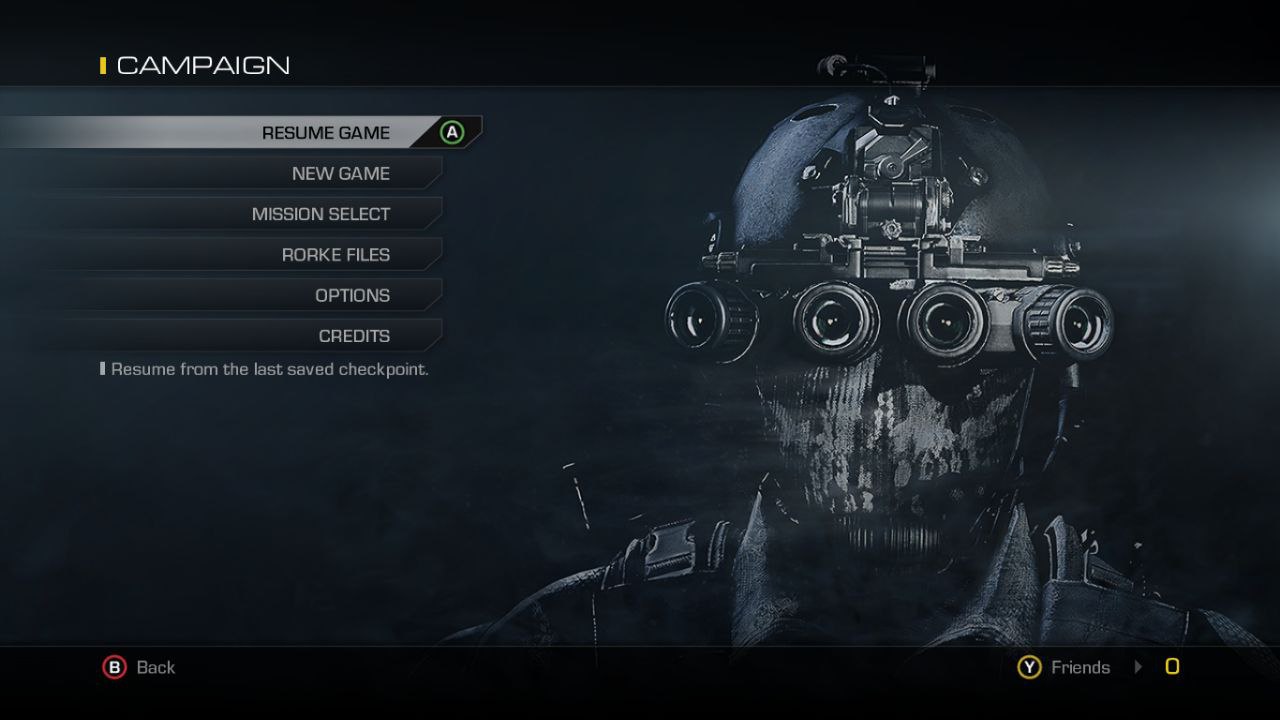 CAMPAIGN
RESUME GAME A
NEW GAME
MISSION SELECT
RORKE FILES
OPTIONS
CREDITS
Resume from the last saved checkpoint.
B Back
Y Friends 0